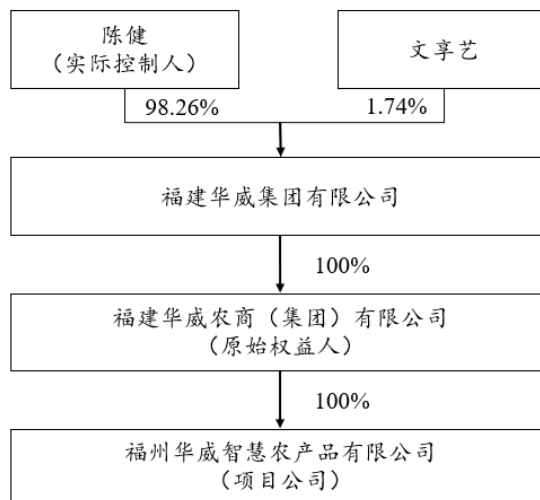 陈健
（实际控制人）
文享艺
98.26%
1.74%
福建华威集团有限公司
100%
福建华威农商（集团）有限公司
（原始权益人）
100%
福州华威智慧农产品有限公司
（项目公司）